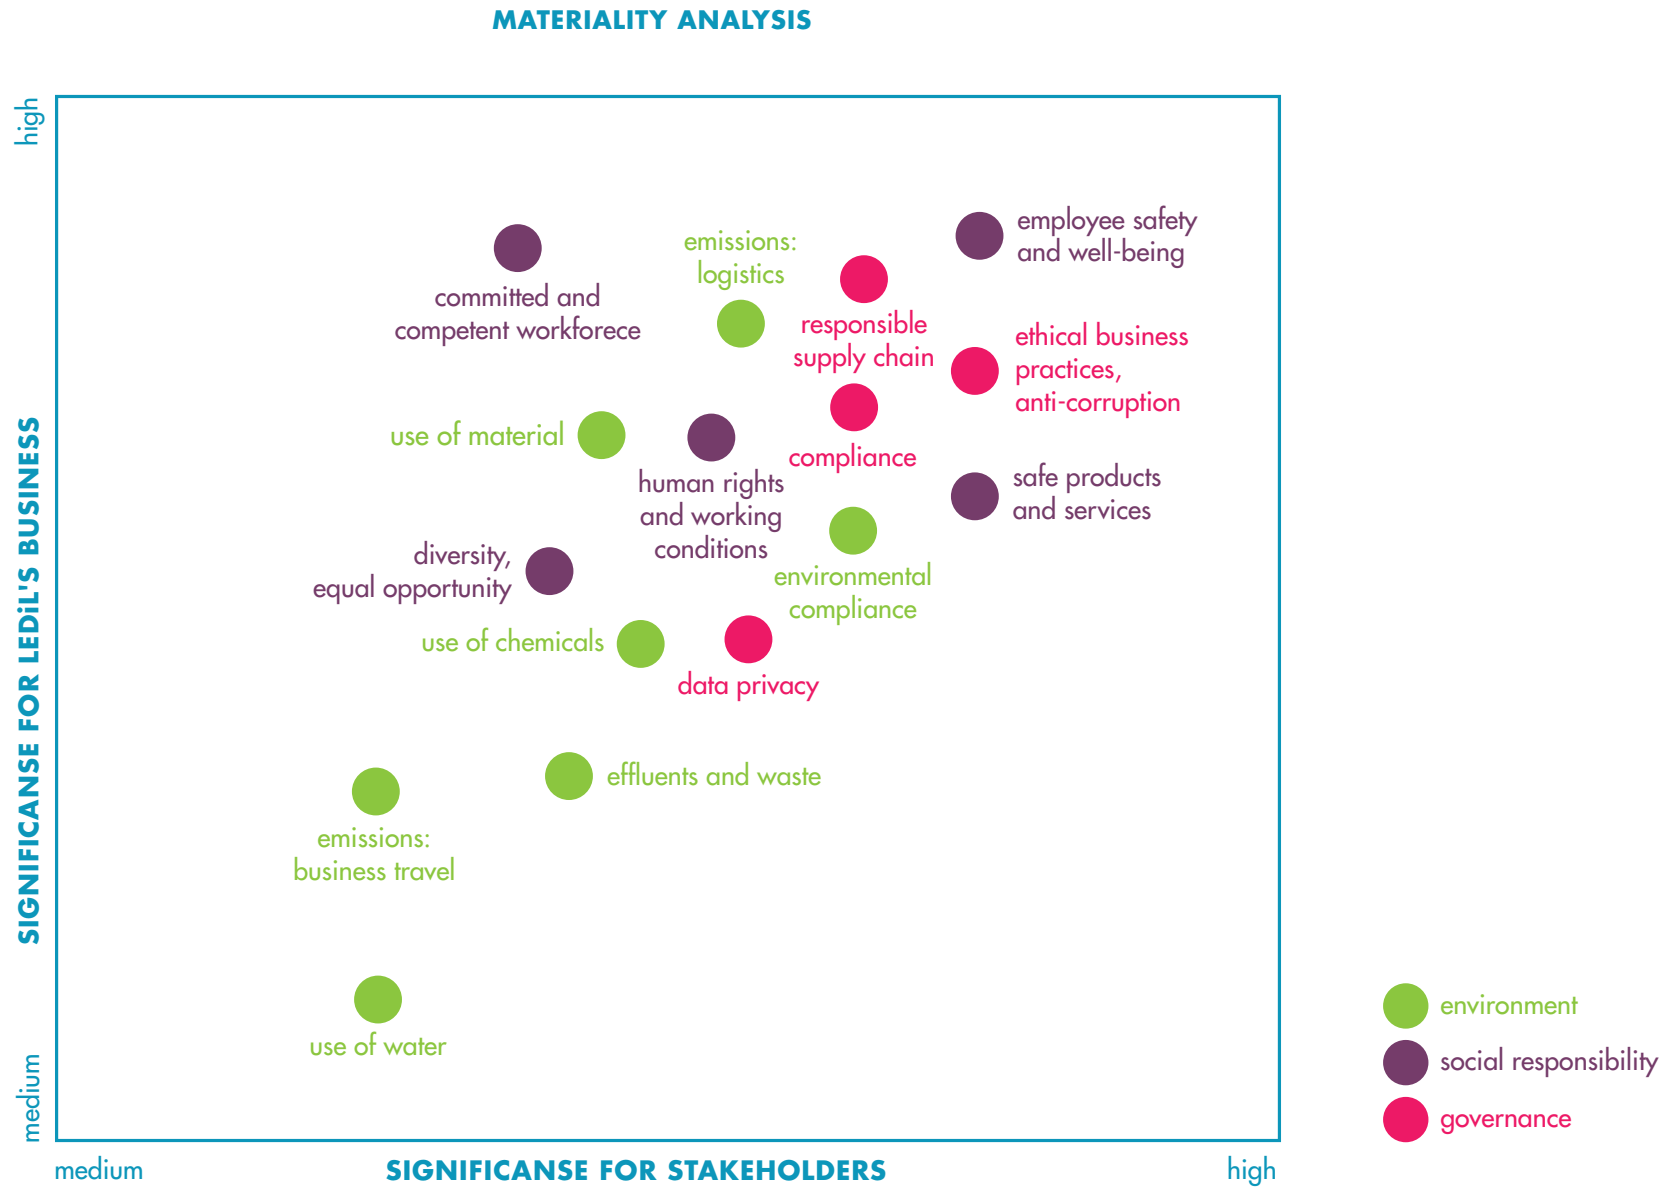 MATERIALITY ANALYSIS
high
SIGNIFICANSE FOR LEDiL'S BUSINESS
medium
employee safety
and well-being
emissions:
logistics
committed and
competent workforece
responsible
supply chain
ethical business
practices,
anti-corruption
use of material
compliance
human rights
and working
conditions
safe products
and services
diversity,
equal opportunity
environmental
compliance
use of chemicals
data privacy
effluents and waste
emissions:
business travel
use of water
environment
social responsibility
governance
medium
SIGNIFICANSE FOR STAKEHOLDERS
high